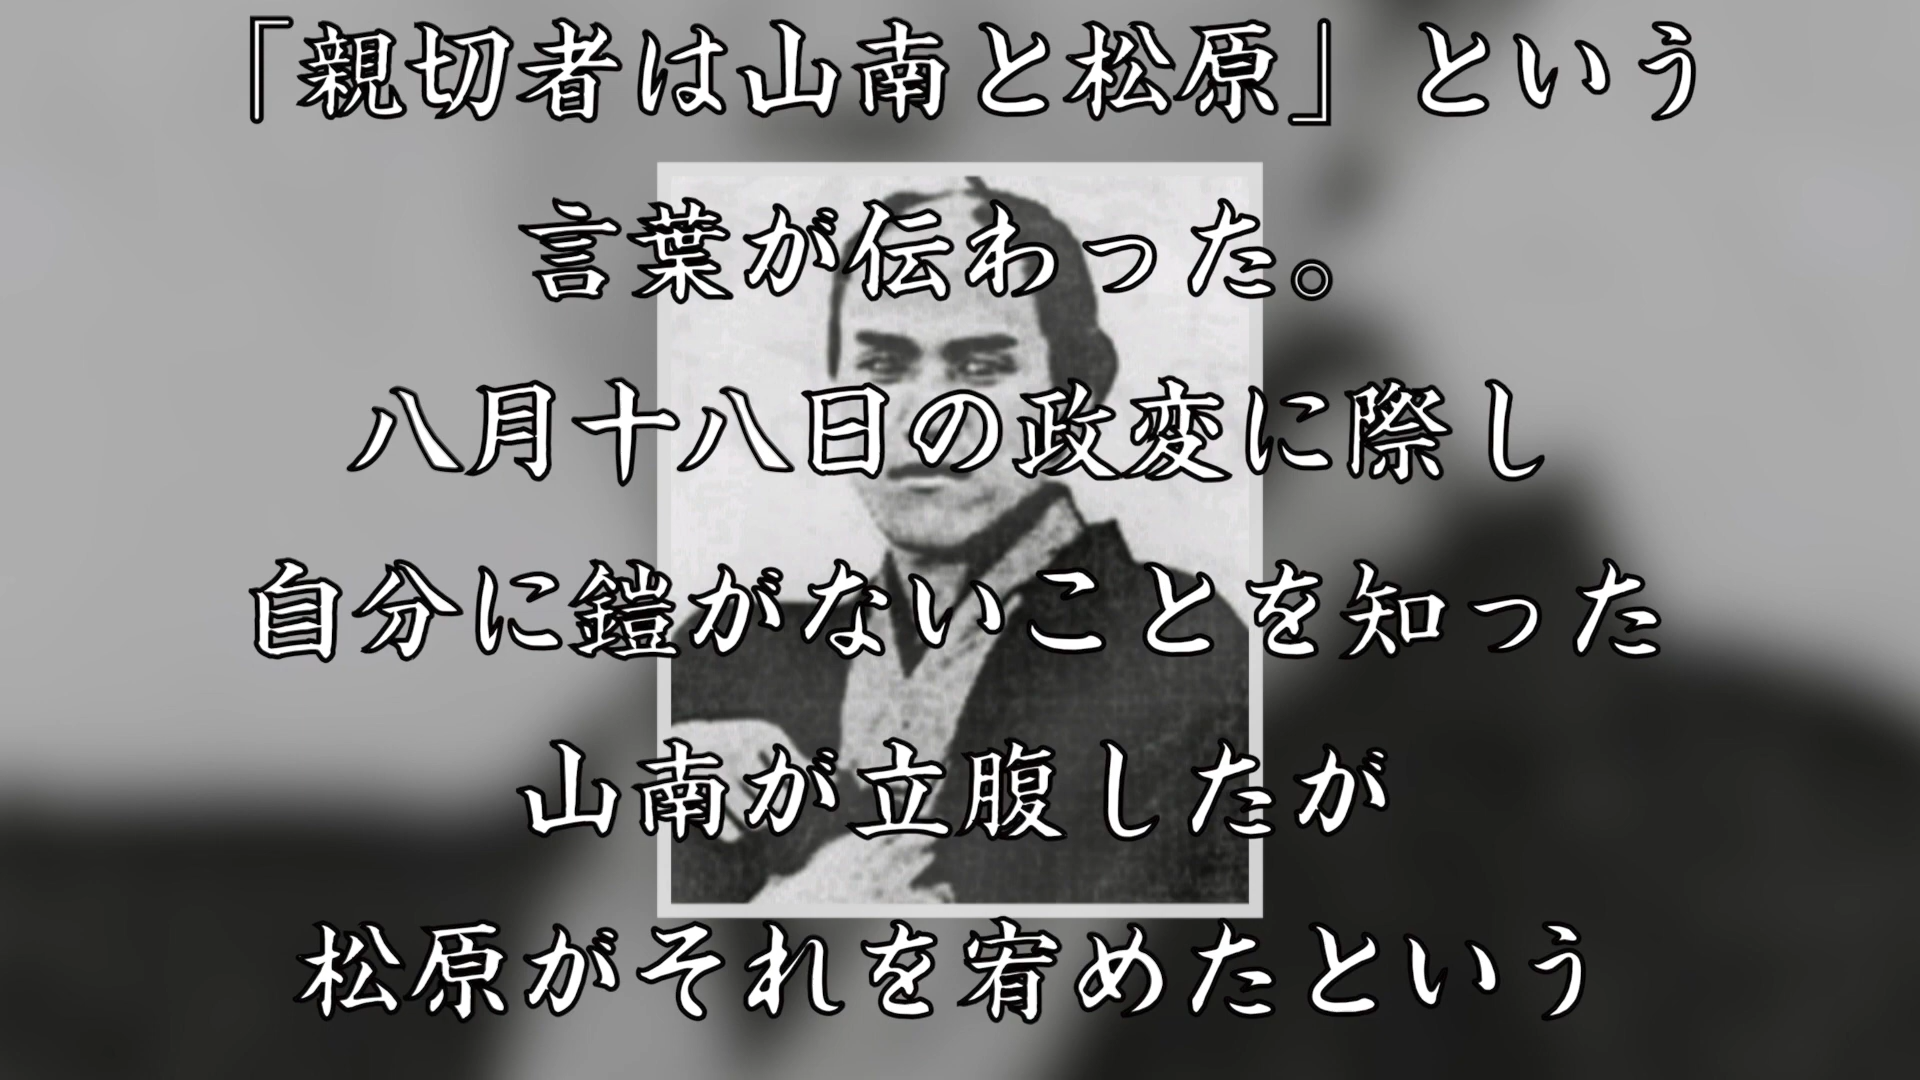 「親切者は山南と松原」という
言葉が伝わった。
八月十八日の政変に際し
自分に鎧がないことを知った
山南が立腹したが
松原がそれを宥めたという